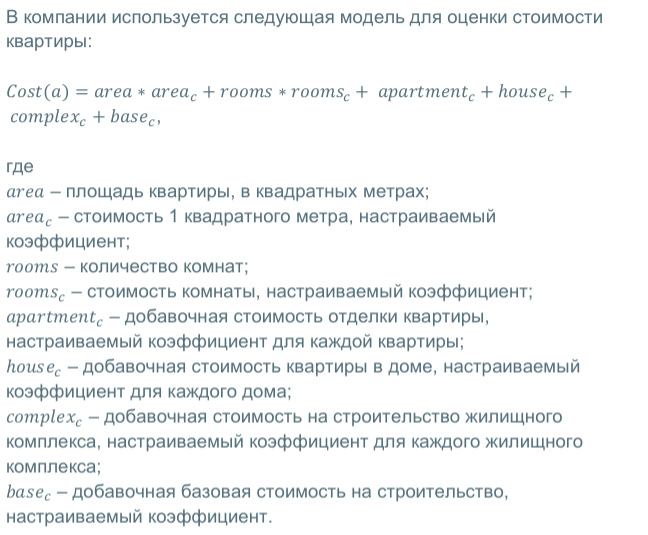 В компании используется следующая модель для оценки стоимости
квартиры:
Cost(a) = area * area_c + rooms * rooms_c + apartment_c + house_c +
complex_c + base_c,
где
area – площадь квартиры, в квадратных метрах;
area_c – стоимость 1 квадратного метра, настраиваемый
коэффициент;
rooms – количество комнат;
rooms_c – стоимость комнаты, настраиваемый коэффициент;
apartment_c – добавочная стоимость отделки квартиры,
настраиваемый коэффициент для каждой квартиры;
house_c – добавочная стоимость квартиры в доме, настраиваемый
коэффициент для каждого дома;
complex_c – добавочная стоимость на строительство жилищного
комплекса, настраиваемый коэффициент для каждого жилищного
комплекса;
base_c – добавочная базовая стоимость на строительство,
настраиваемый коэффициент.